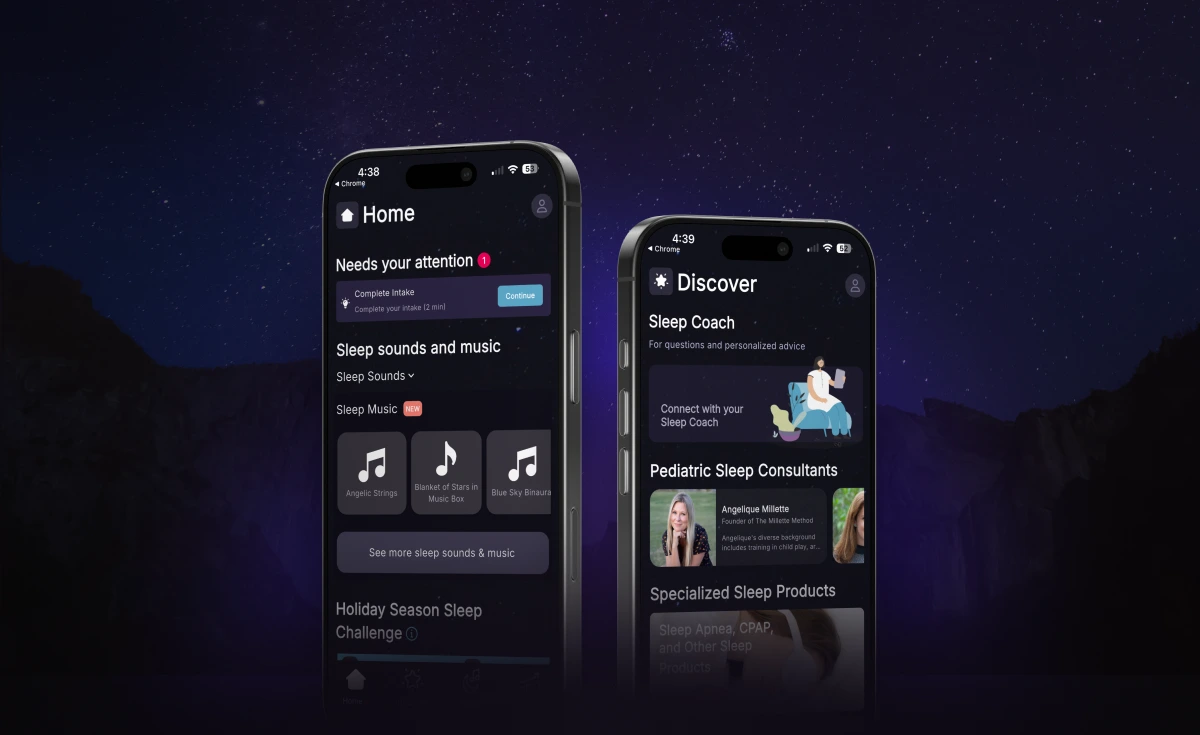 4:38
53
Chrome
Home
Needs your attention 1
Complete Intake
Complete your intake (2 min)
Continue
Sleep sounds and music
Sleep Sounds
Sleep Music NEW
Angelic Strings
Blanket of Stars in
Music Box
Blue Sky Binaura
See more sleep sounds & music
Holiday Season Sleep
Challenge
Home
4:39
52
Chrome
Discover
Sleep Coach
For questions and personalized advice
Connect with your
Sleep Coach
Pediatric Sleep Consultants
Angelique Millette
Founder of The Millette Method
Angelique's diverse background
includes training in child play, ar...
Specialized Sleep Products
Sleep Apnea, CPAP,
and Other Sleep
Products